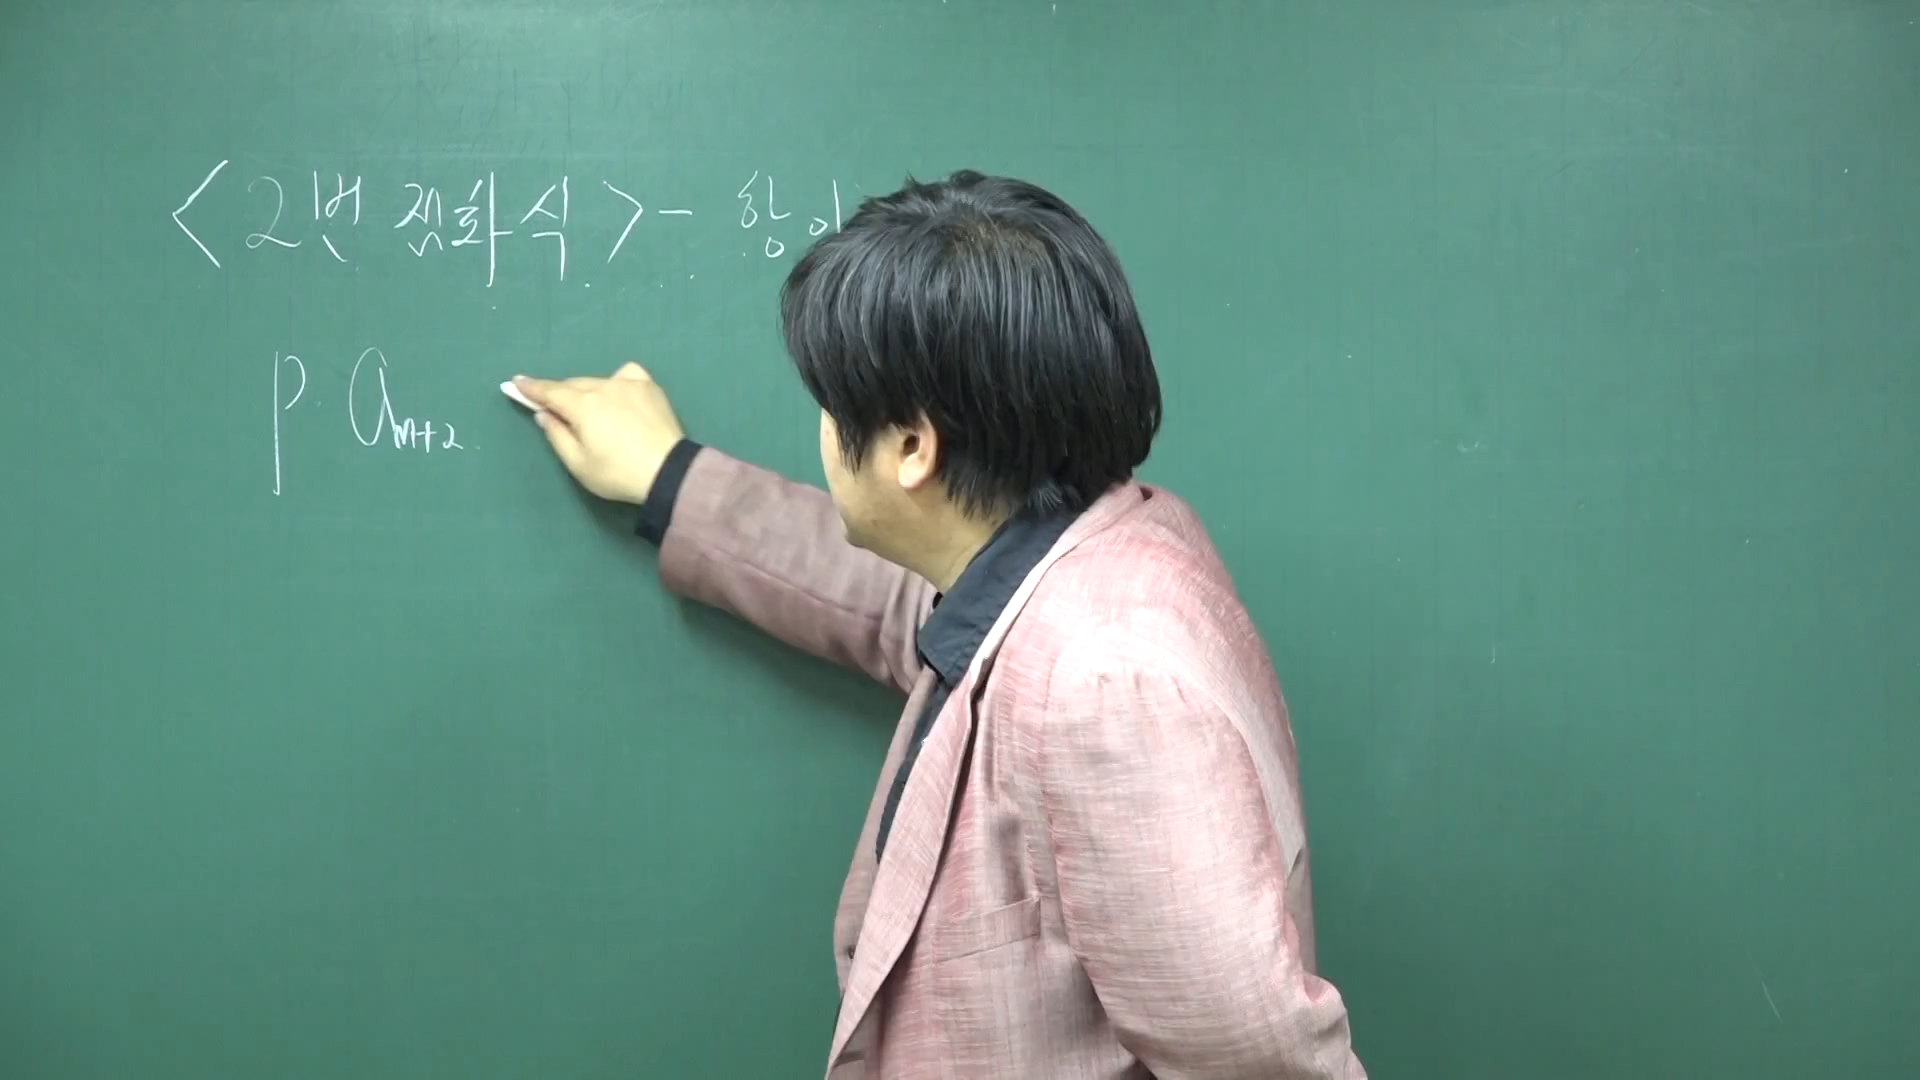 <2번 점화식>- 항이
p. a_{n+2}